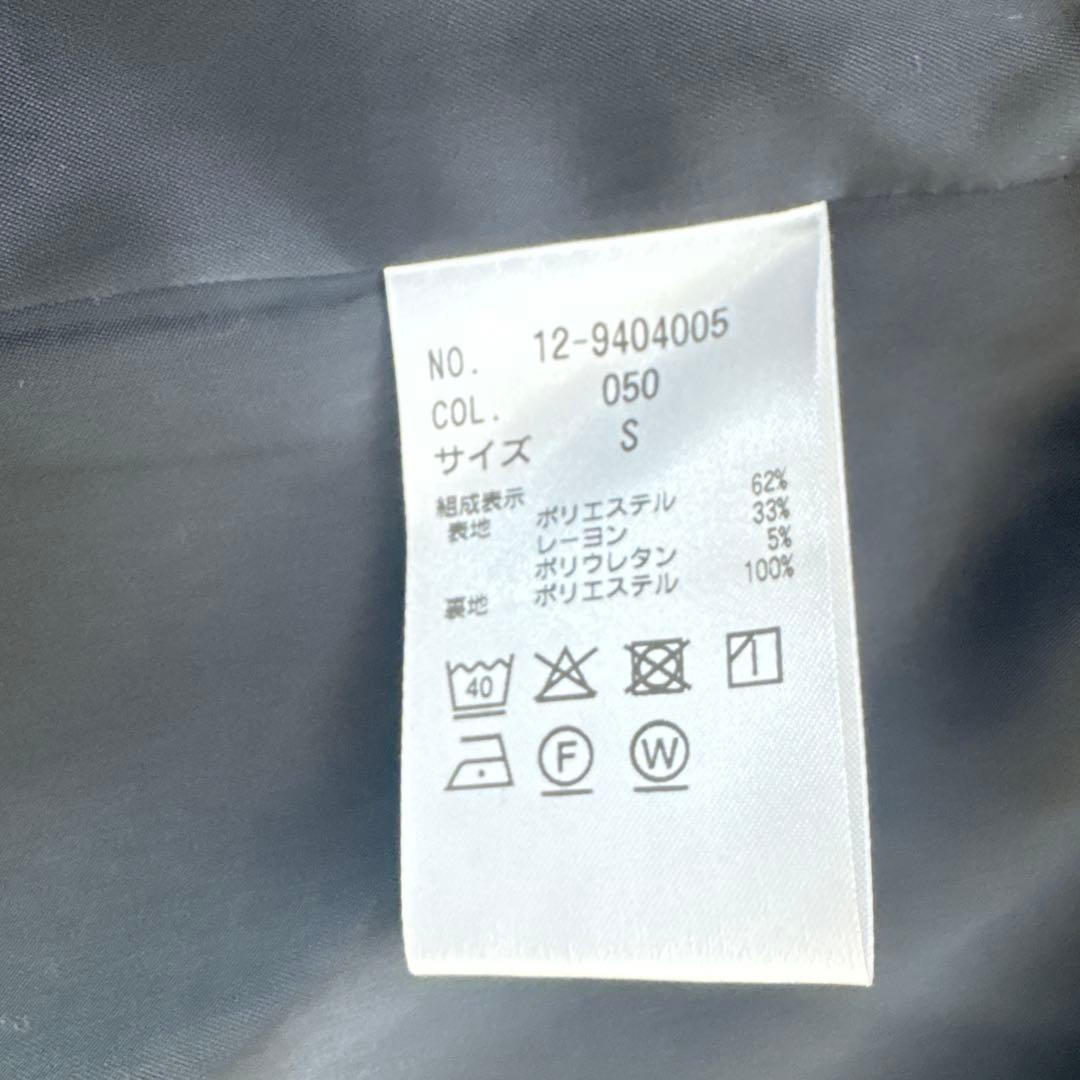 NO. 12-9404005
COL. 050
サイズ S
組成表示
表地 ポリエステル 62%
レーヨン 33%
ポリウレタン 5%
裏地 ポリエステル 100%
40
F W